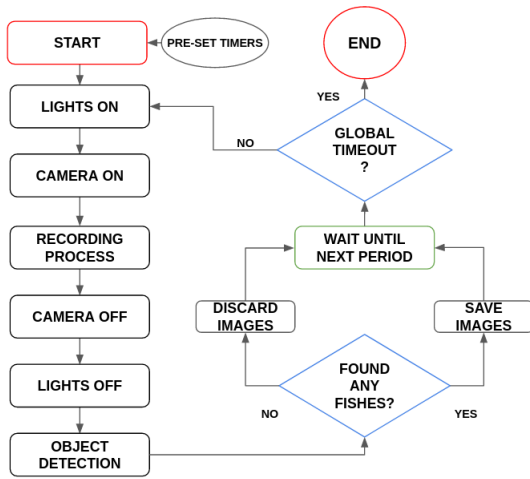 START
PRE-SET TIMERS
END
LIGHTS ON
YES
NO
GLOBAL
TIMEOUT
?
CAMERA ON
RECORDING
PROCESS
WAIT UNTIL
NEXT PERIOD
CAMERA OFF
DISCARD
IMAGES
SAVE
IMAGES
LIGHTS OFF
FOUND
ANY
FISHES?
NO
YES
OBJECT
DETECTION